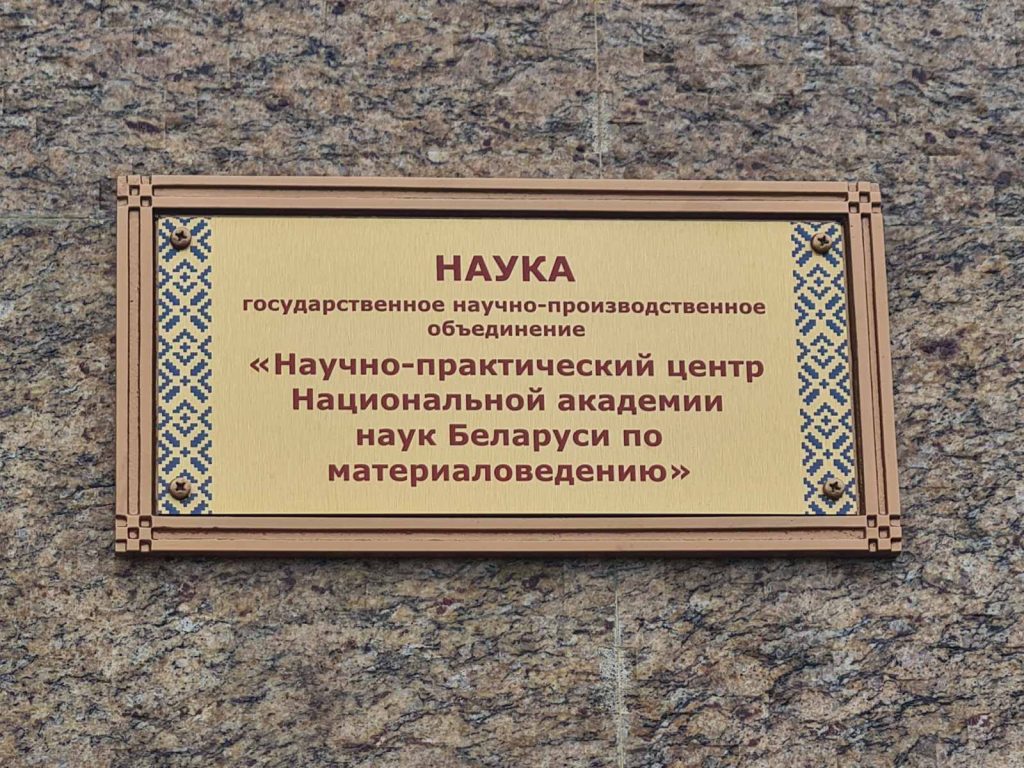 НАУКА
государственное научно-производственное
объединение
«Научно-практический центр
Национальной академии
наук Беларуси по
материаловедению»